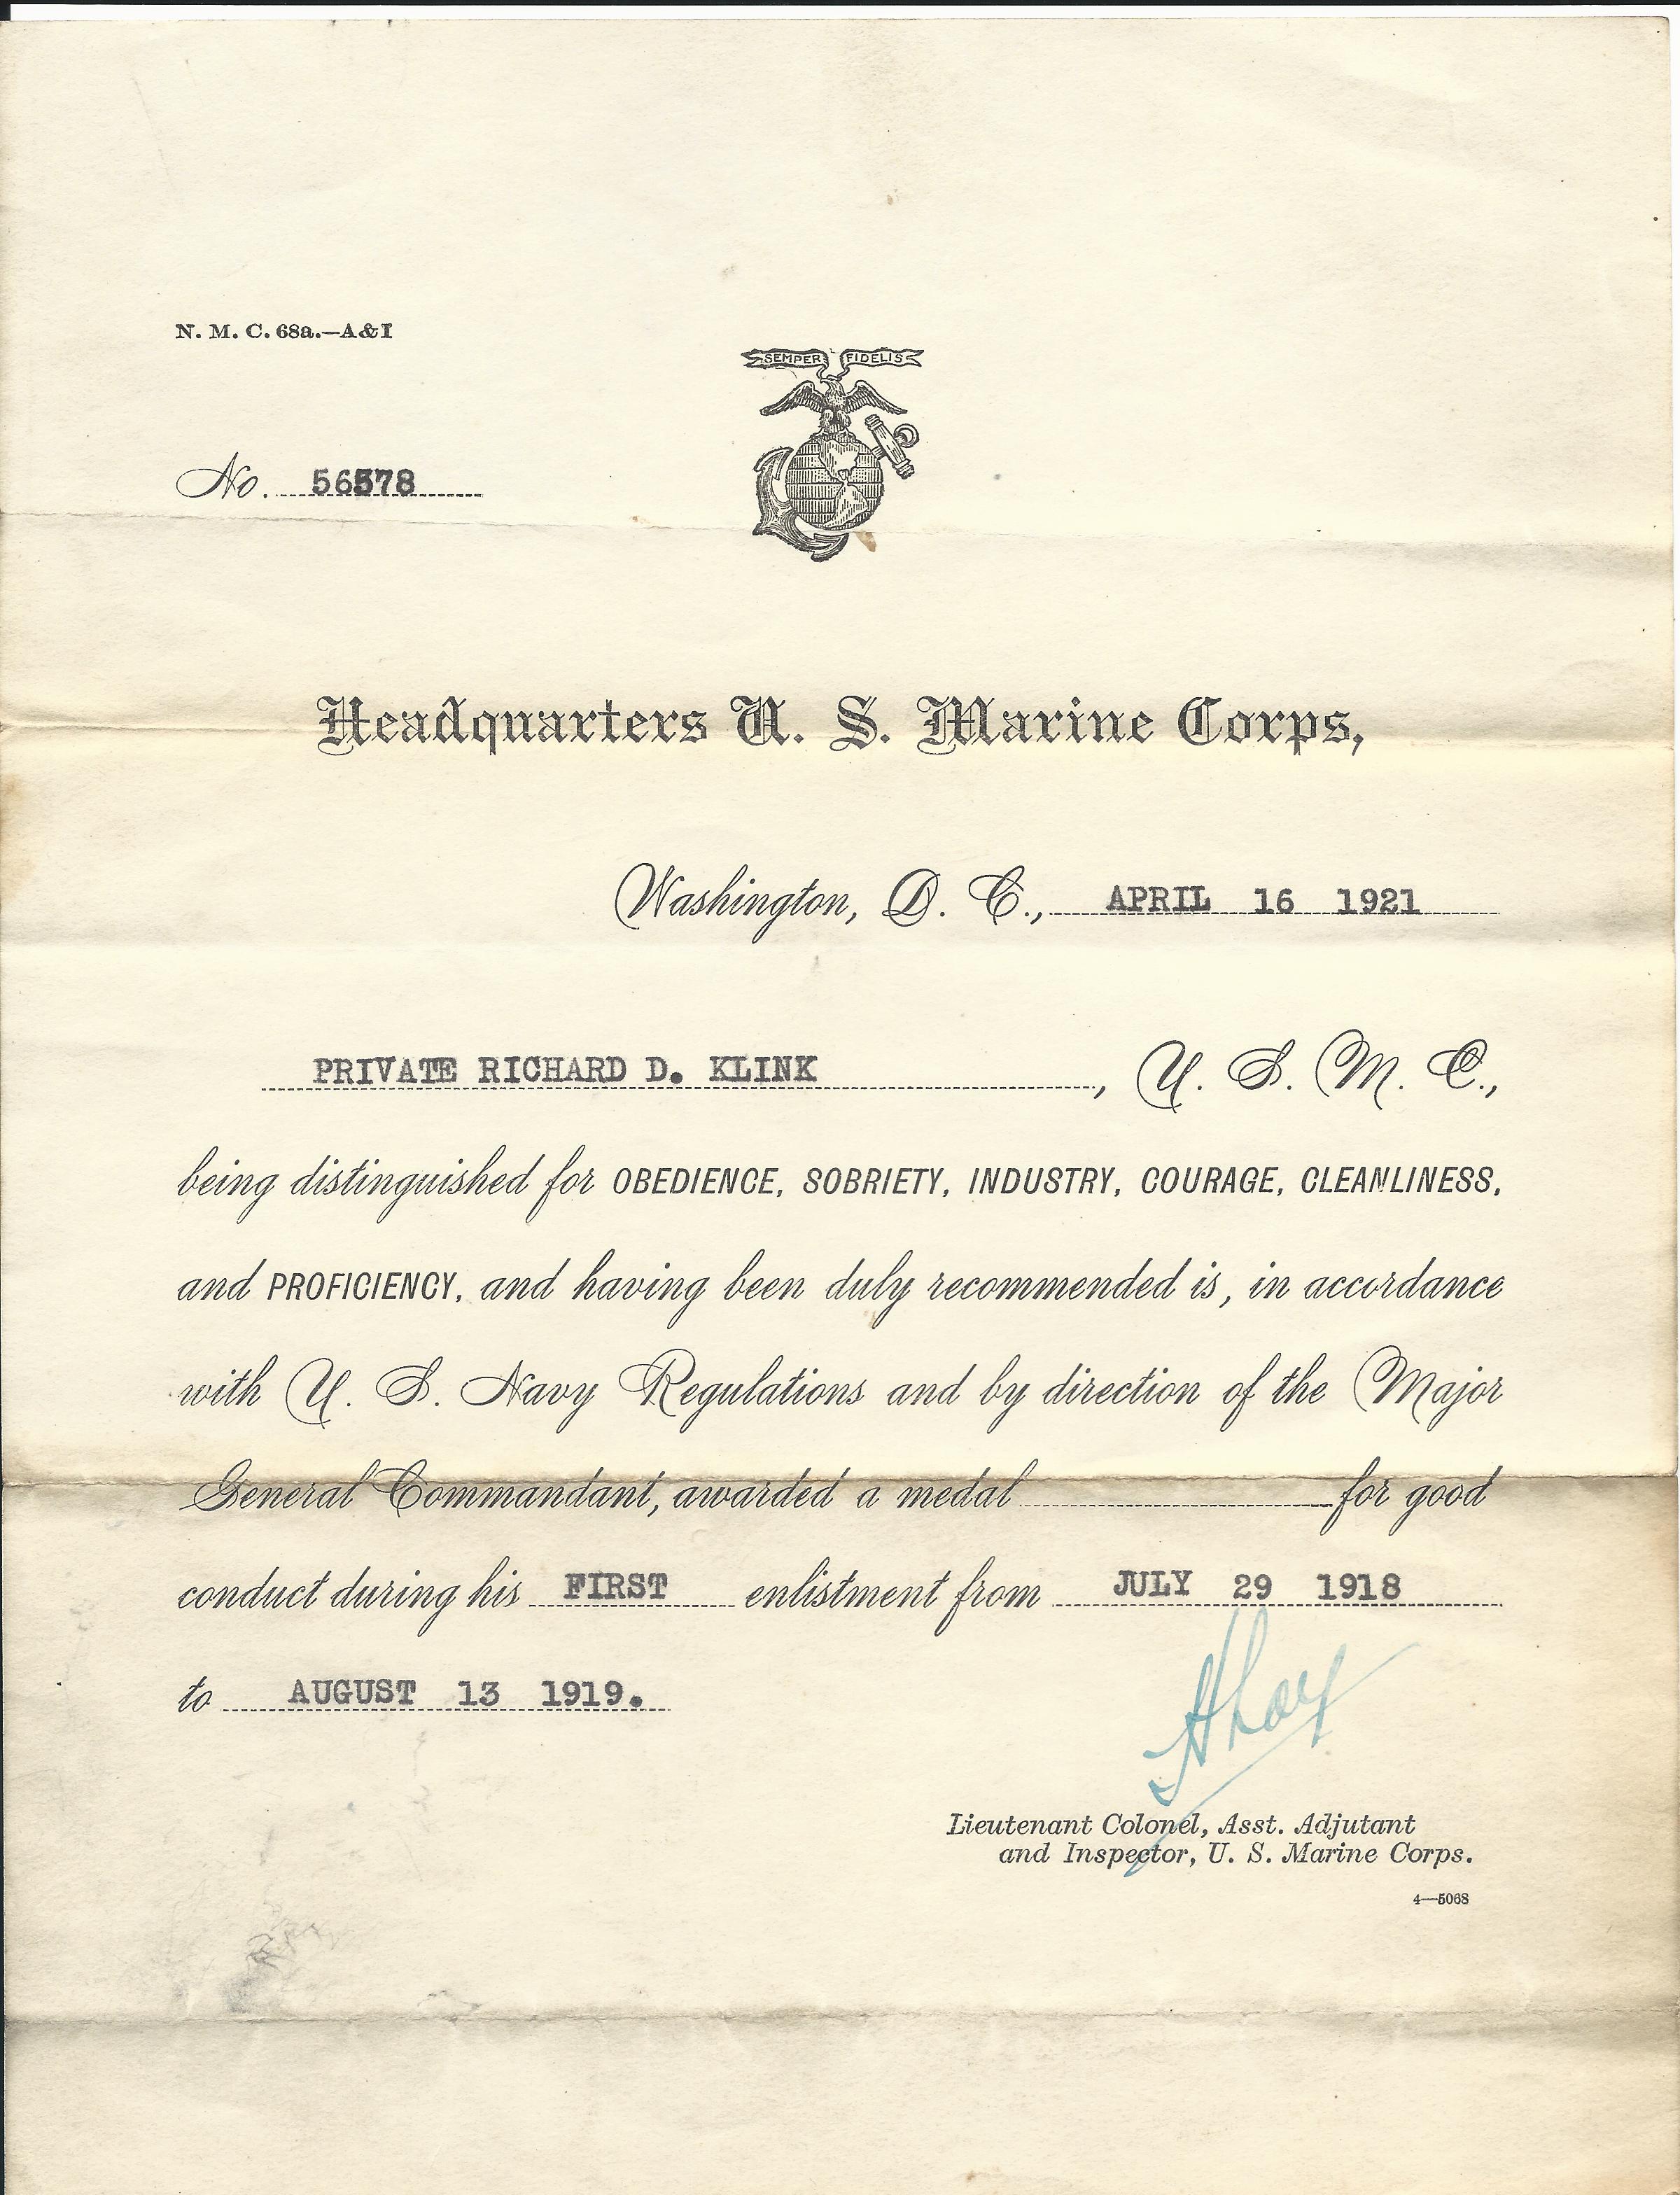 N. M. C. 68a.—A&I
SEMPER FIDELIS
No.
Headquarters U. S. Marine Corps,
Washington, D. C., APRIL 16 1921
PRIVATE RICHARD D. KLINK , U. S. M. C.,
being distinguished for OBEDIENCE, SOBRIETY, INDUSTRY, COURAGE, CLEANLINESS,
and PROFICIENCY, and having been duly recommended is, in accordance
with U. S. Navy Regulations and by direction of the Major
General Commandant, awarded a medal for good
conduct during his FIRST enlistment from JULY 29 1918
to AUGUST 13 1919.
HLay
Lieutenant Colonel, Asst. Adjutant
and Inspector, U. S. Marine Corps.
4—5068